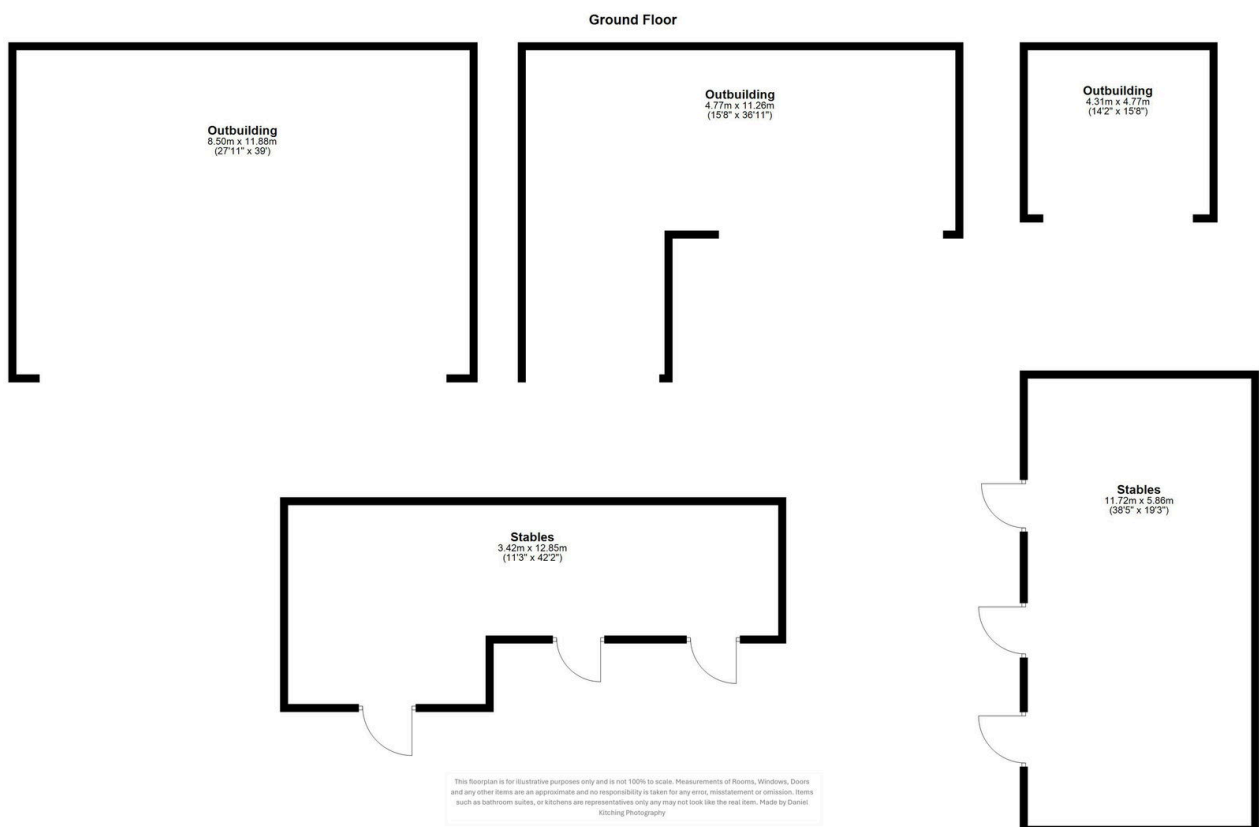 Ground Floor
Outbuilding
8.50m x 11.88m
(27'11" x 39')
Outbuilding
4.77m x 11.26m
(15'8" x 36'11")
Outbuilding
4.31m x 4.77m
(14'2" x 15'8")
Stables
3.42m x 12.85m
(11'3" x 42'2")
Stables
11.72m x 5.86m
(38'5" x 19'3")
This floorplan is for illustrative purposes only and is not 100% to scale. Measurements of Rooms, Windows, Doors
and any other items are an approximate and no responsibility is taken for any error, misstatement or omission. Items
such as bathroom suites, or kitchens are representatives only any may not look like the real item. Made by Daniel
Kitching Photography